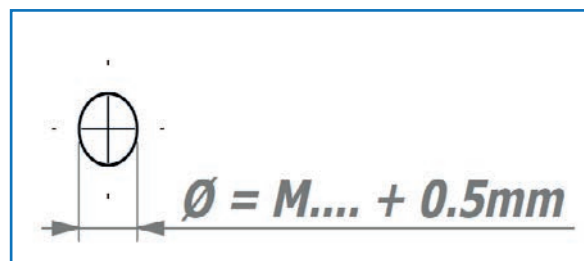 Ø = M.... + 0.5mm